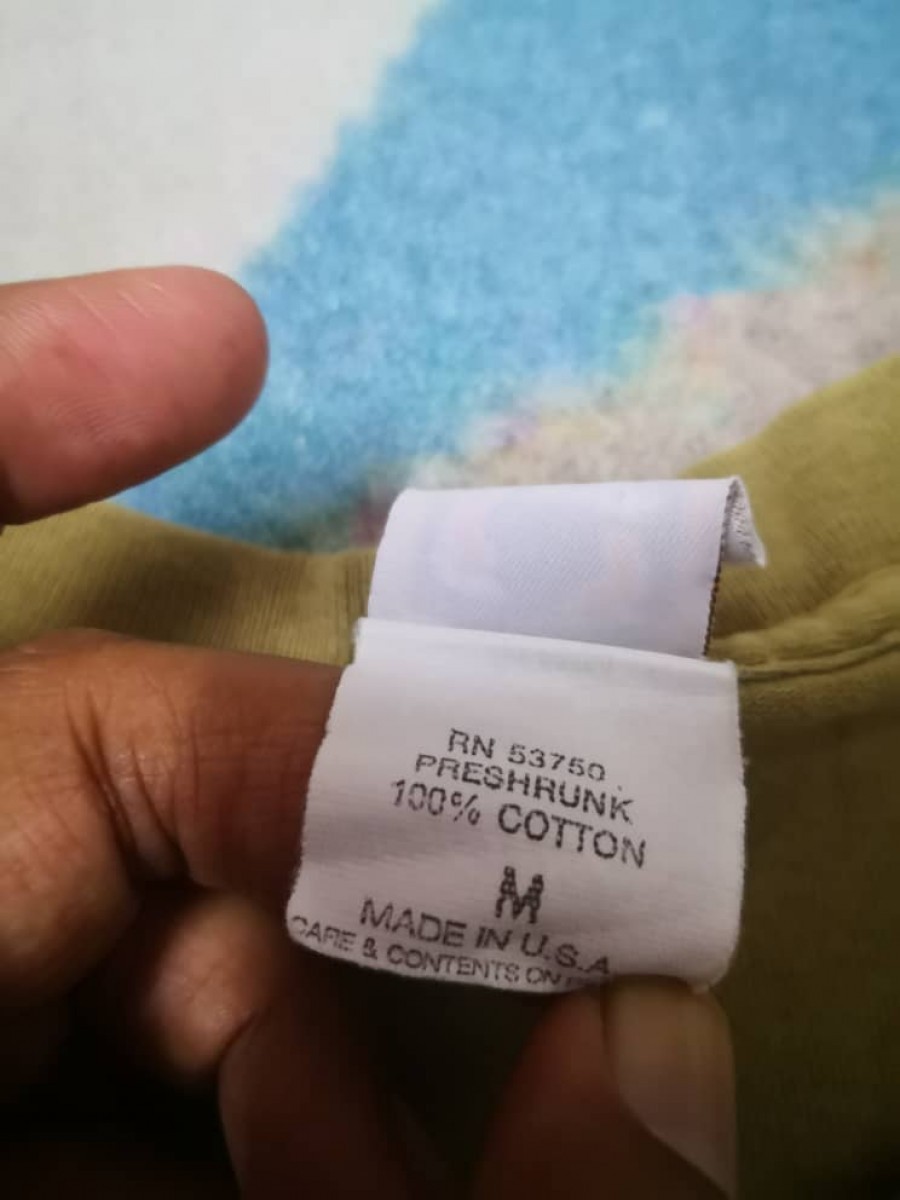 RN 53750
PRESHRUNK
100% COTTON
M
MADE IN U.S.A
CARE & CONTENTS ON